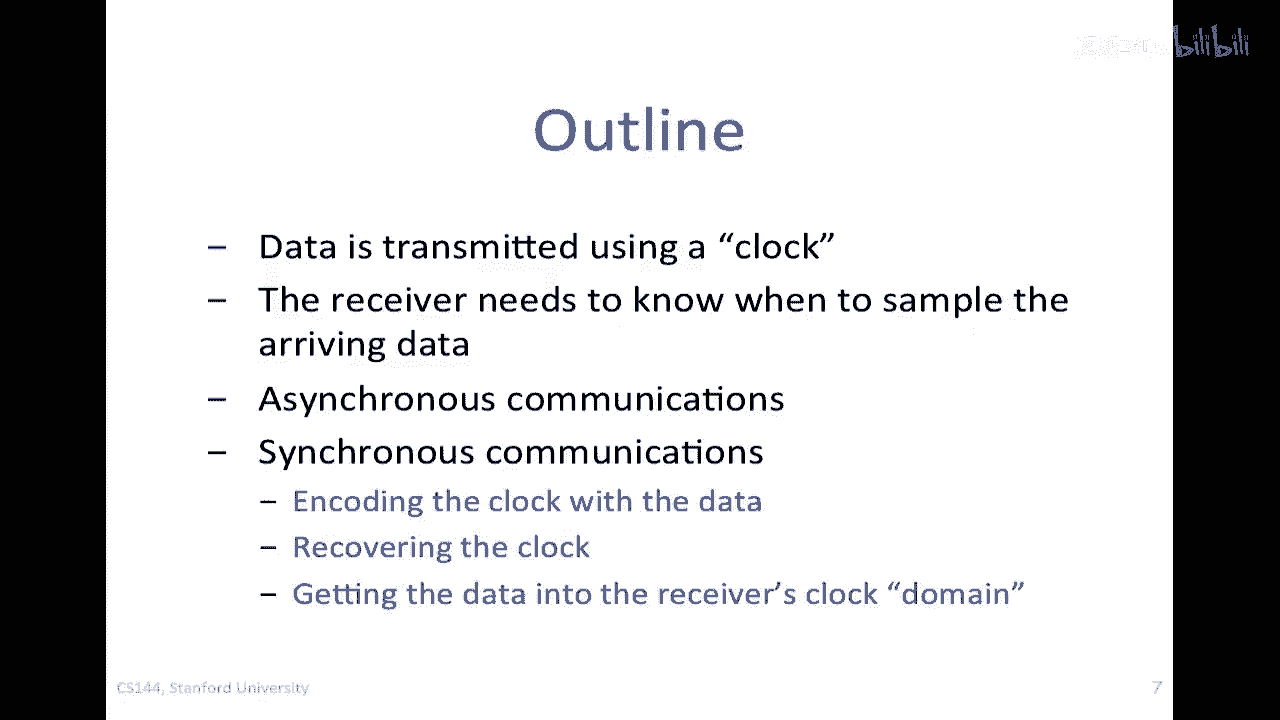 bilibili
Outline
– Data is transmitted using a “clock”
– The receiver needs to know when to sample the
arriving data
– Asynchronous communications
– Synchronous communications
– Encoding the clock with the data
– Recovering the clock
– Getting the data into the receiver’s clock “domain”
CS144, Stanford University
7